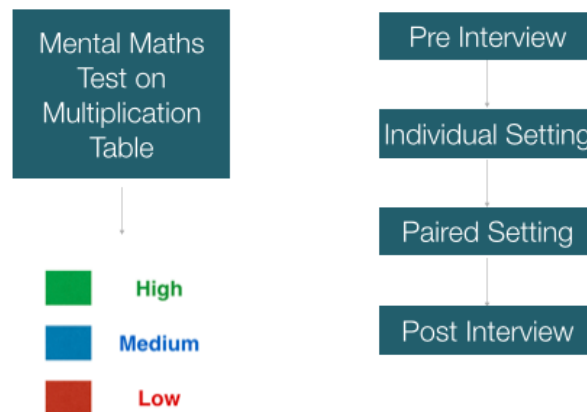 Mental Maths
Test on
Multiplication
Table
High
Medium
Low
Pre Interview
Individual Setting
Paired Setting
Post Interview